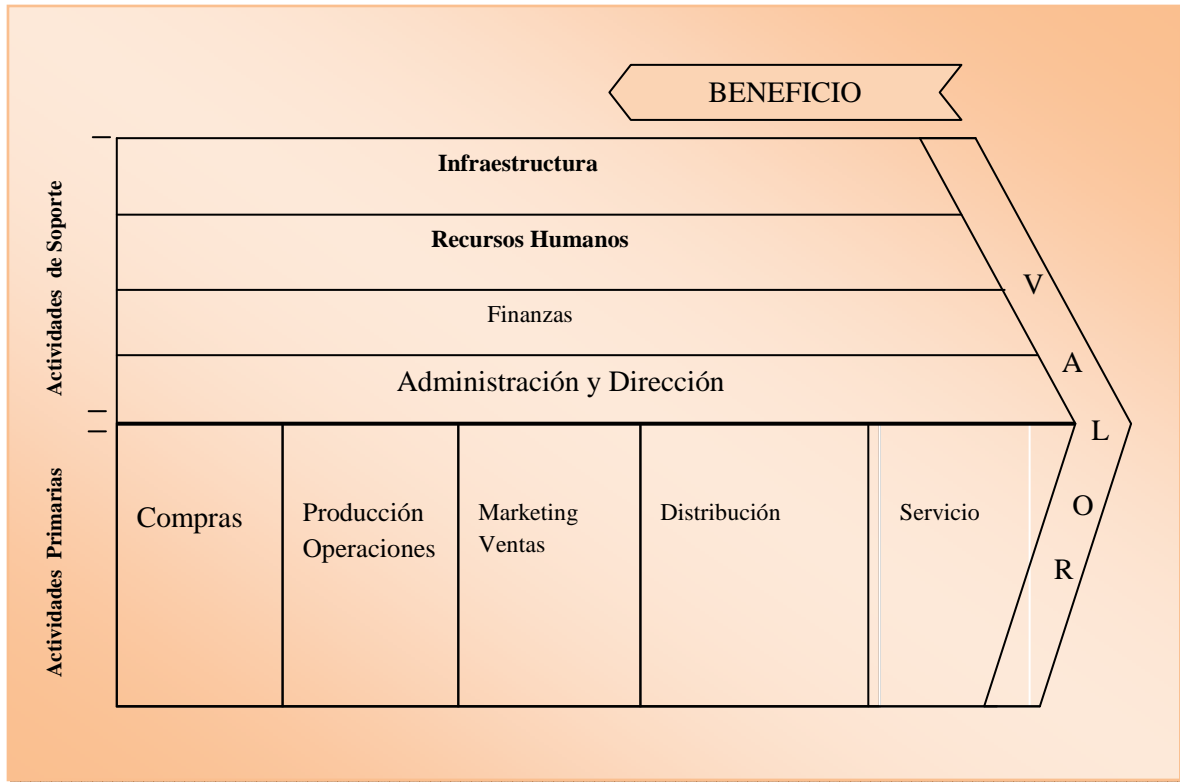 BENEFICIO
Actividades de Soporte
Infraestructura
Recursos Humanos
Finanzas
Administración y Dirección
Actividades Primarias
Compras
Producción
Operaciones
Marketing
Ventas
Distribución
Servicio
V
A
L
O
R